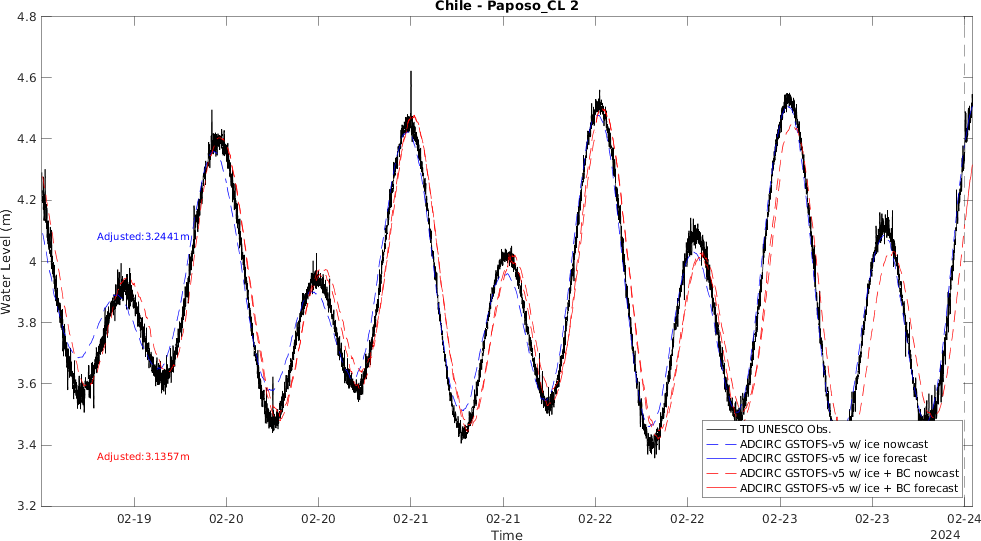 Chile - Paposo_CL 2
4.8
4.6
4.4
4.2
4
3.8
3.6
3.4
3.2
Water Level (m)
Adjusted:3.2441m
Adjusted:3.1357m
TD UNESCO Obs.
ADCIRC GSTOFS-v5 w/ ice nowcast
ADCIRC GSTOFS-v5 w/ ice forecast
ADCIRC GSTOFS-v5 w/ ice + BC nowcast
ADCIRC GSTOFS-v5 w/ ice + BC forecast
02-19 02-20 02-20 02-21 02-21 02-22 02-22 02-23 02-23 02-24
Time
2024